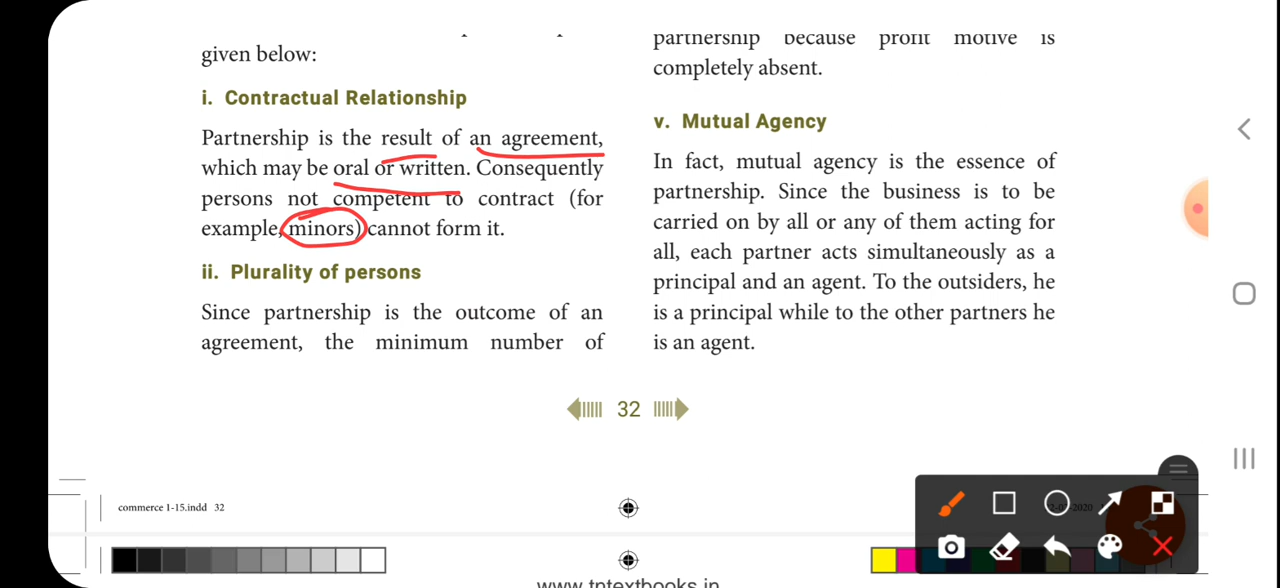 given below:
i. Contractual Relationship
Partnership is the result of an agreement,
which may be oral or written. Consequently
persons not competent to contract (for
example, minors) cannot form it.
ii. Plurality of persons
Since partnership is the outcome of an
agreement, the minimum number of
partnership because profit motive is
completely absent.
v. Mutual Agency
In fact, mutual agency is the essence of
partnership. Since the business is to be
carried on by all or any of them acting for
all, each partner acts simultaneously as a
principal and an agent. To the outsiders, he
is a principal while to the other partners he
is an agent.
32
commerce 1-15.indd 32
www.tntextbooks.in